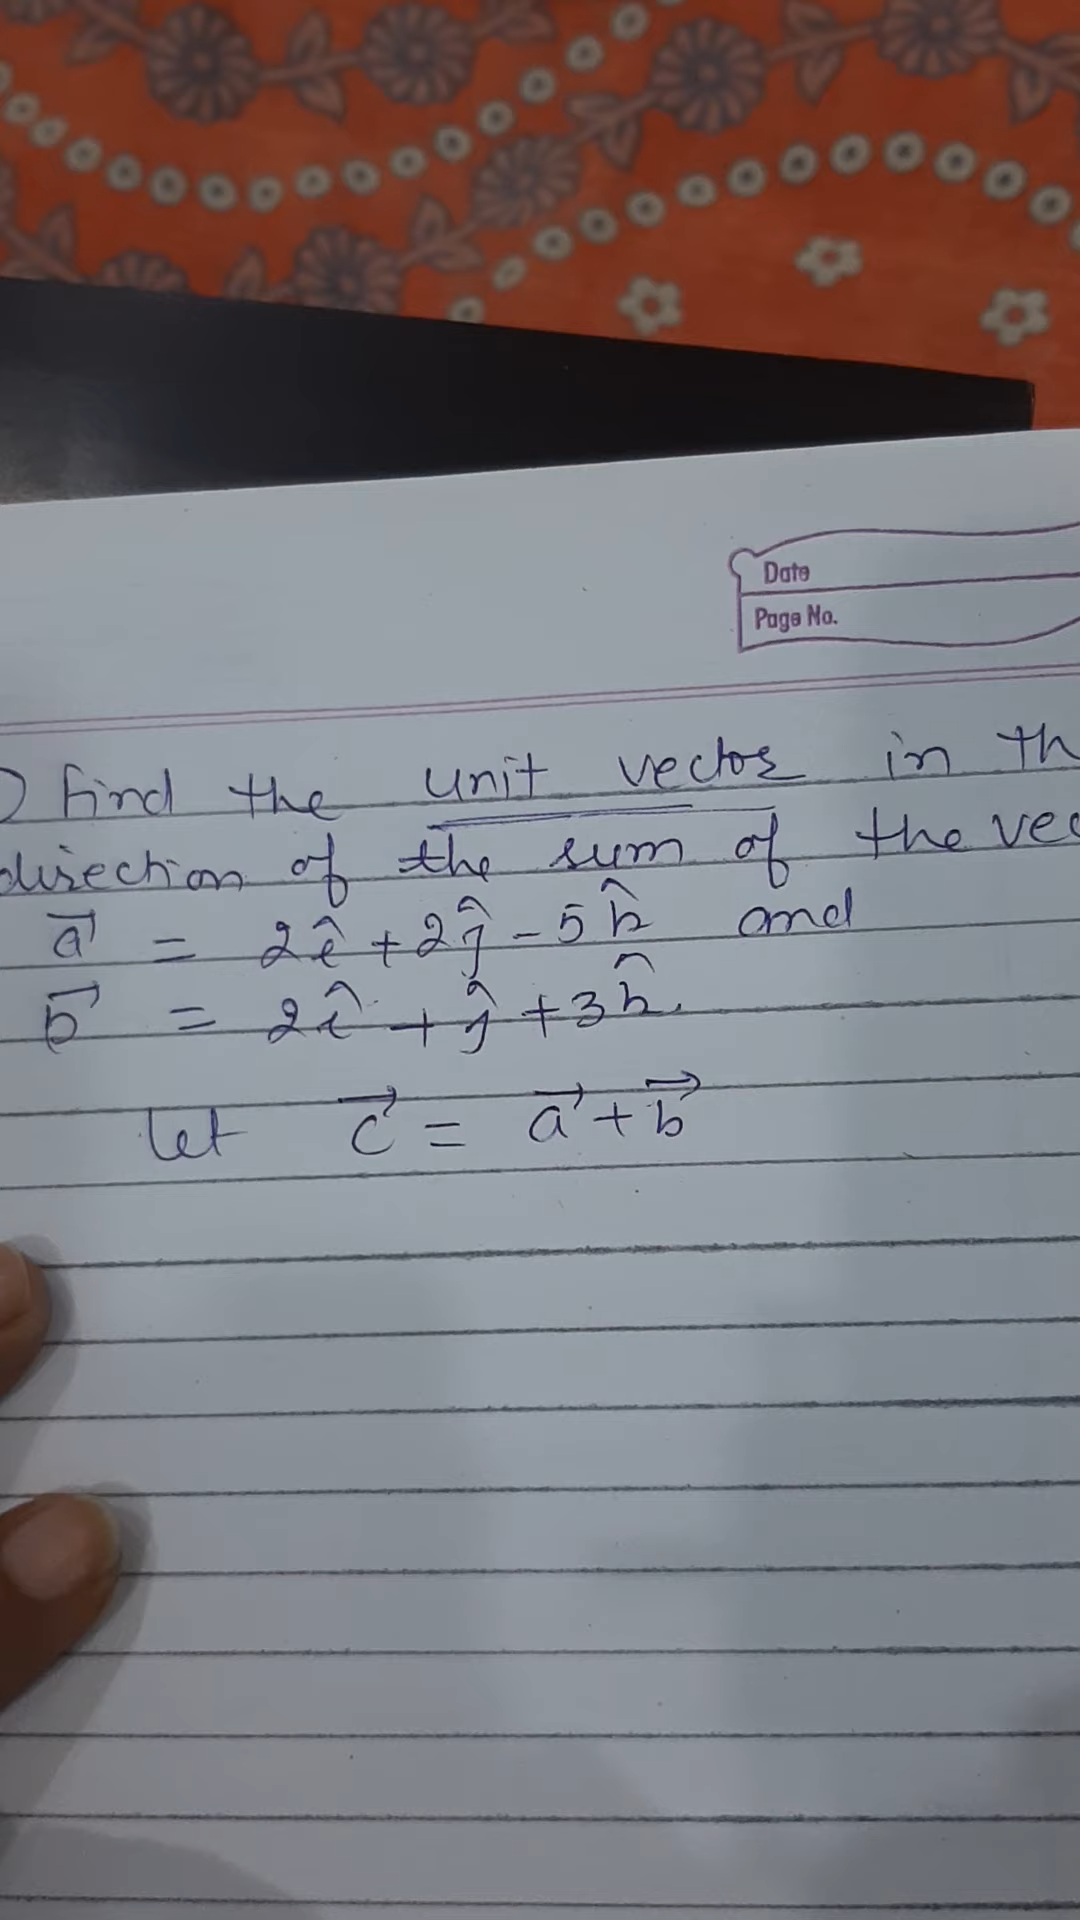 Date
Page No.
) find the unit vector in th
direction of the sum of the vec
a⃗ = 2î + 2ĵ - 5k̂ and
b⃗ = 2î + ĵ + 3k̂.
let c⃗ = a⃗ + b⃗